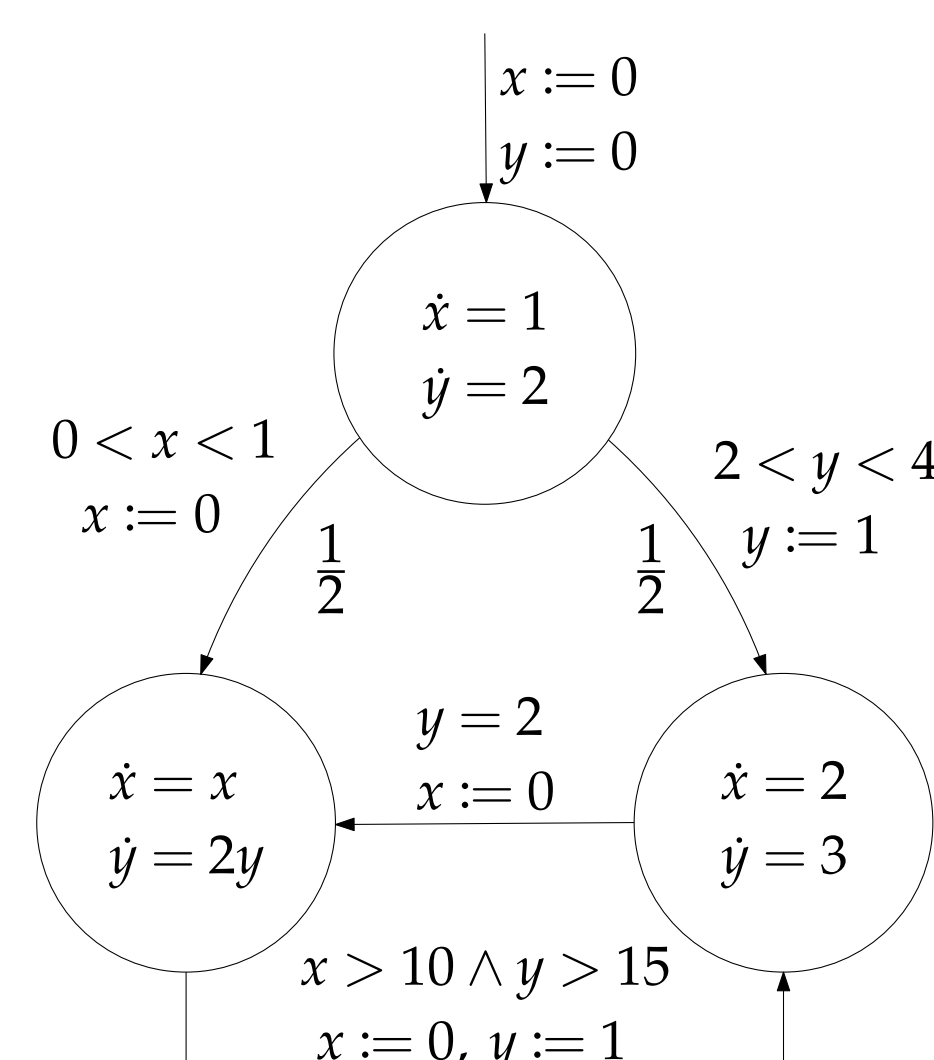 x := 0
y := 0
ẋ = 1
ẏ = 2
0 < x < 1
x := 0
2 < y < 4
y := 1
1/2
1/2
y = 2
x := 0
ẋ = x
ẏ = 2y
ẋ = 2
ẏ = 3
x > 10 ∧ y > 15
x := 0, y := 1